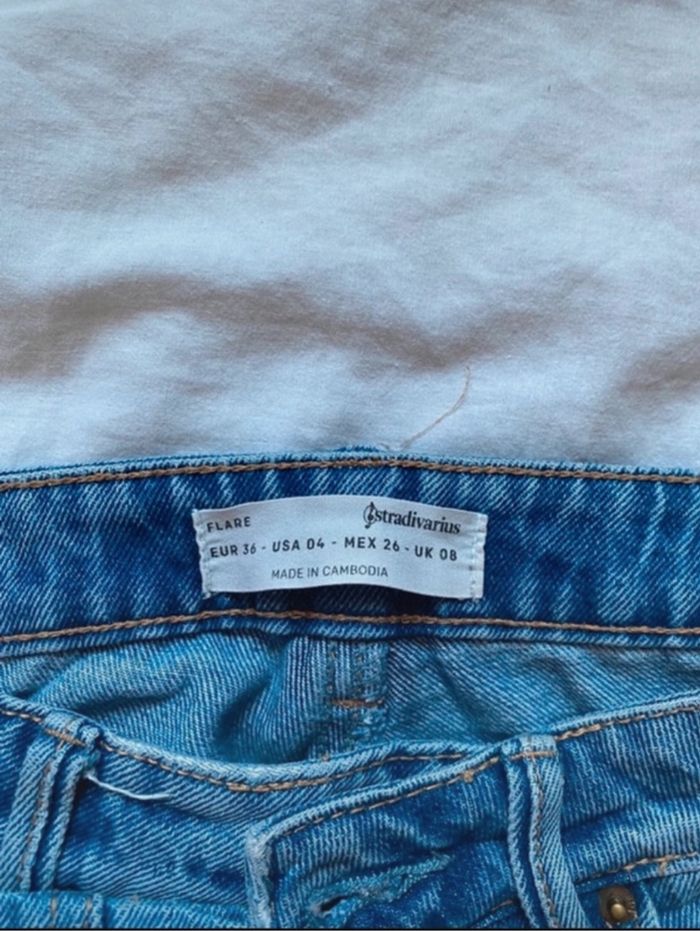 FLARE stradivarius
EUR 36 - USA 04 - MEX 26 - UK 08
MADE IN CAMBODIA